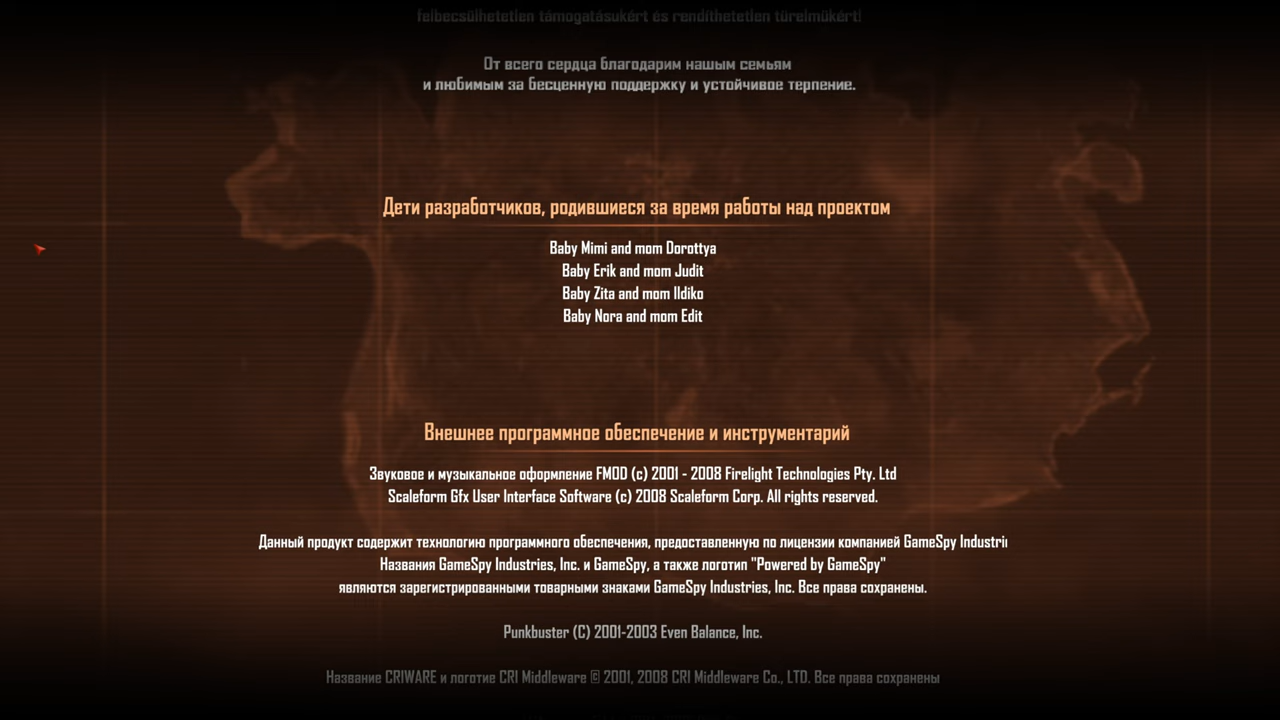 felbecsülhetetlen támogatásukért és rendíthetetlen türelmükért!
От всего сердца благодарим нашим семьям
и любимым за бесценную поддержку и устойчивое терпение.
Дети разработчиков, родившиеся за время работы над проектом
Baby Mimi and mom Dorottya
Baby Erik and mom Judit
Baby Zita and mom Ildiko
Baby Nora and mom Edit
Внешнее программное обеспечение и инструментарий
Звуковое и музыкальное оформление FMOD (c) 2001 - 2008 Firelight Technologies Pty. Ltd
Scaleform Gfx User Interface Software (c) 2008 Scaleform Corp. All rights reserved.
Данный продукт содержит технологию программного обеспечения, предоставленную по лицензии компанией GameSpy Industri
Названия GameSpy Industries, Inc. и GameSpy, а также логотип "Powered by GameSpy"
являются зарегистрированными товарными знаками GameSpy Industries, Inc. Все права сохранены.
Punkbuster (C) 2001-2003 Even Balance, Inc.
Название CRIWARE и логотие CRI Middleware © 2001, 2008 CRI Middleware Co., LTD. Все права сохранены